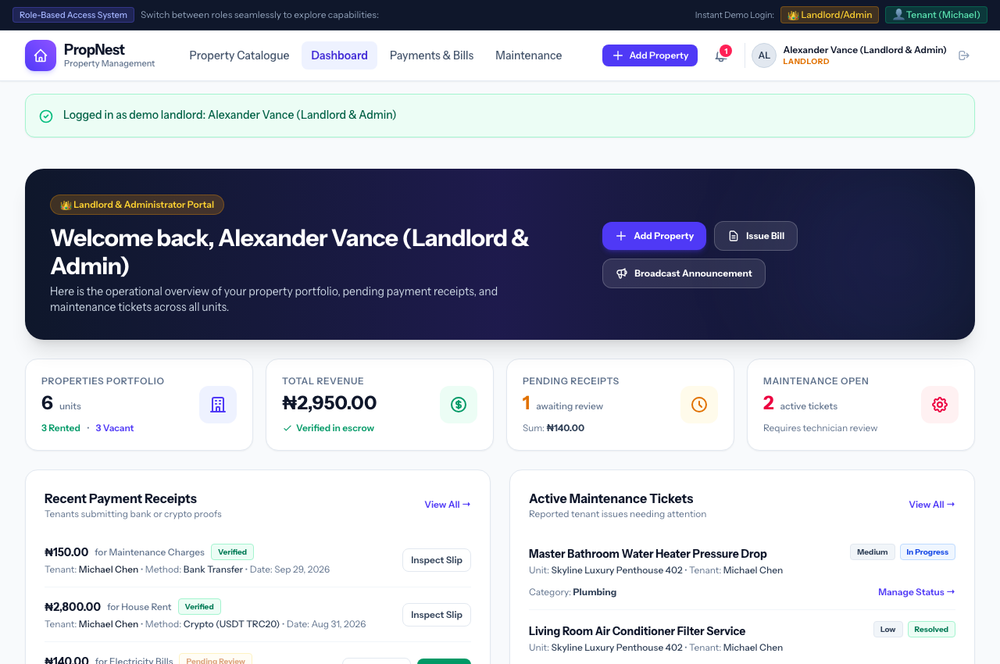 Role-Based Access System Switch between roles seamlessly to explore capabilities: Instant Demo Login: 👑 Landlord/Admin 👤 Tenant (Michael)
PropNest
Property Management
Property Catalogue Dashboard Payments & Bills Maintenance
Add Property
1
AL
Alexander Vance (Landlord & Admin)
LANDLORD
Logged in as demo landlord: Alexander Vance (Landlord & Admin)
👑 Landlord & Administrator Portal
Welcome back, Alexander Vance (Landlord &
Admin)
Here is the operational overview of your property portfolio, pending payment receipts, and
maintenance tickets across all units.
Add Property Issue Bill
Broadcast Announcement
PROPERTIES PORTFOLIO
6 units
3 Rented · 3 Vacant
TOTAL REVENUE
₦2,950.00
Verified in escrow
PENDING RECEIPTS
1 awaiting review
Sum: ₦140.00
MAINTENANCE OPEN
2 active tickets
Requires technician review
Recent Payment Receipts
Tenants submitting bank or crypto proofs
View All →
₦150.00 for Maintenance Charges Verified
Tenant: Michael Chen · Method: Bank Transfer · Date: Sep 29, 2026
Inspect Slip
₦2,800.00 for House Rent Verified
Tenant: Michael Chen · Method: Crypto (USDT TRC20) · Date: Aug 31, 2026
Inspect Slip
₦140.00 for Electricity Bills Pending Review
Active Maintenance Tickets
Reported tenant issues needing attention
View All →
Master Bathroom Water Heater Pressure Drop Medium In Progress
Unit: Skyline Luxury Penthouse 402 · Tenant: Michael Chen
Category: Plumbing Manage Status →
Living Room Air Conditioner Filter Service Low Resolved
Unit: Skyline Luxury Penthouse 402 · Tenant: Michael Chen